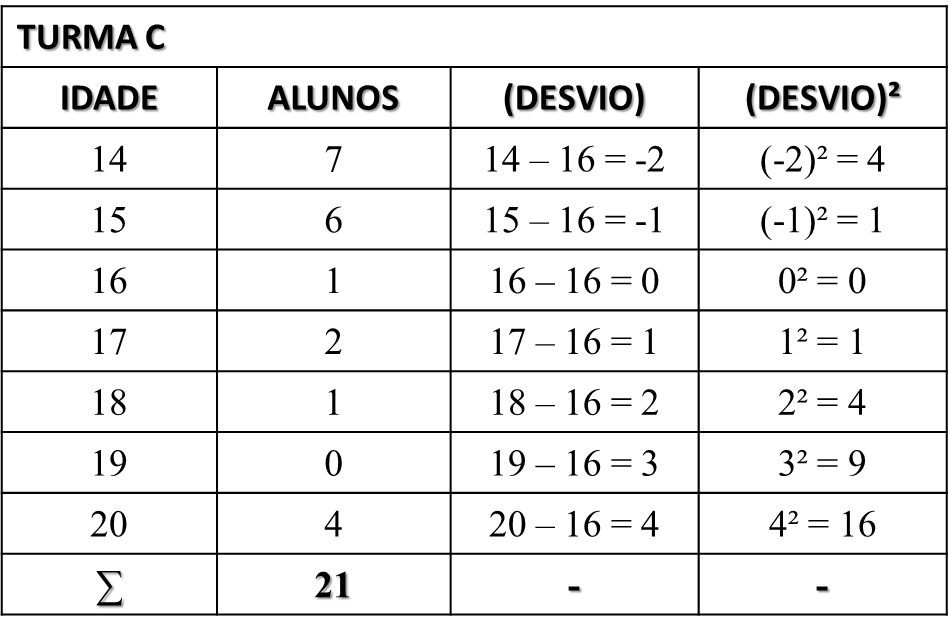 TURMA C
IDADE ALUNOS (DESVIO) (DESVIO)²
14 7 14 – 16 = -2 (-2)² = 4
15 6 15 – 16 = -1 (-1)² = 1
16 1 16 – 16 = 0 0² = 0
17 2 17 – 16 = 1 1² = 1
18 1 18 – 16 = 2 2² = 4
19 0 19 – 16 = 3 3² = 9
20 4 20 – 16 = 4 4² = 16
∑ 21 - -